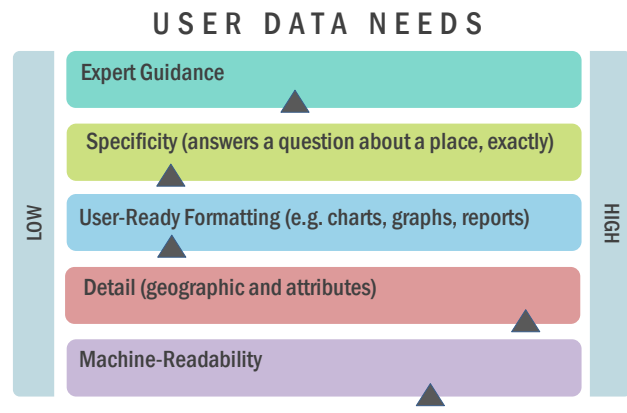 USER DATA NEEDS
Expert Guidance
Specificity (answers a question about a place, exactly)
User-Ready Formatting (e.g. charts, graphs, reports)
Detail (geographic and attributes)
Machine-Readability
LOW
HIGH